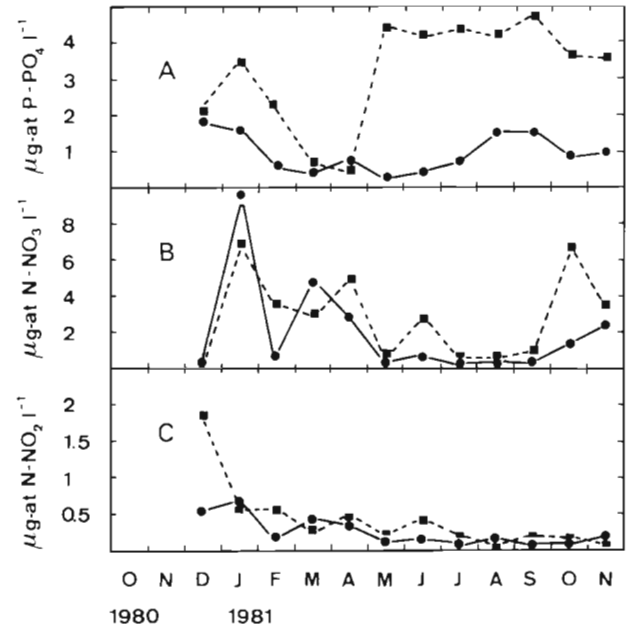 µg-at P-PO4 l⁻¹
4
3
2
1
A
µg-at N-NO3 l⁻¹
8
6
4
2
B
µg-at N-NO2 l⁻¹
2
1.5
1
0.5
C
O N D J F M A M J J A S O N
1980 1981